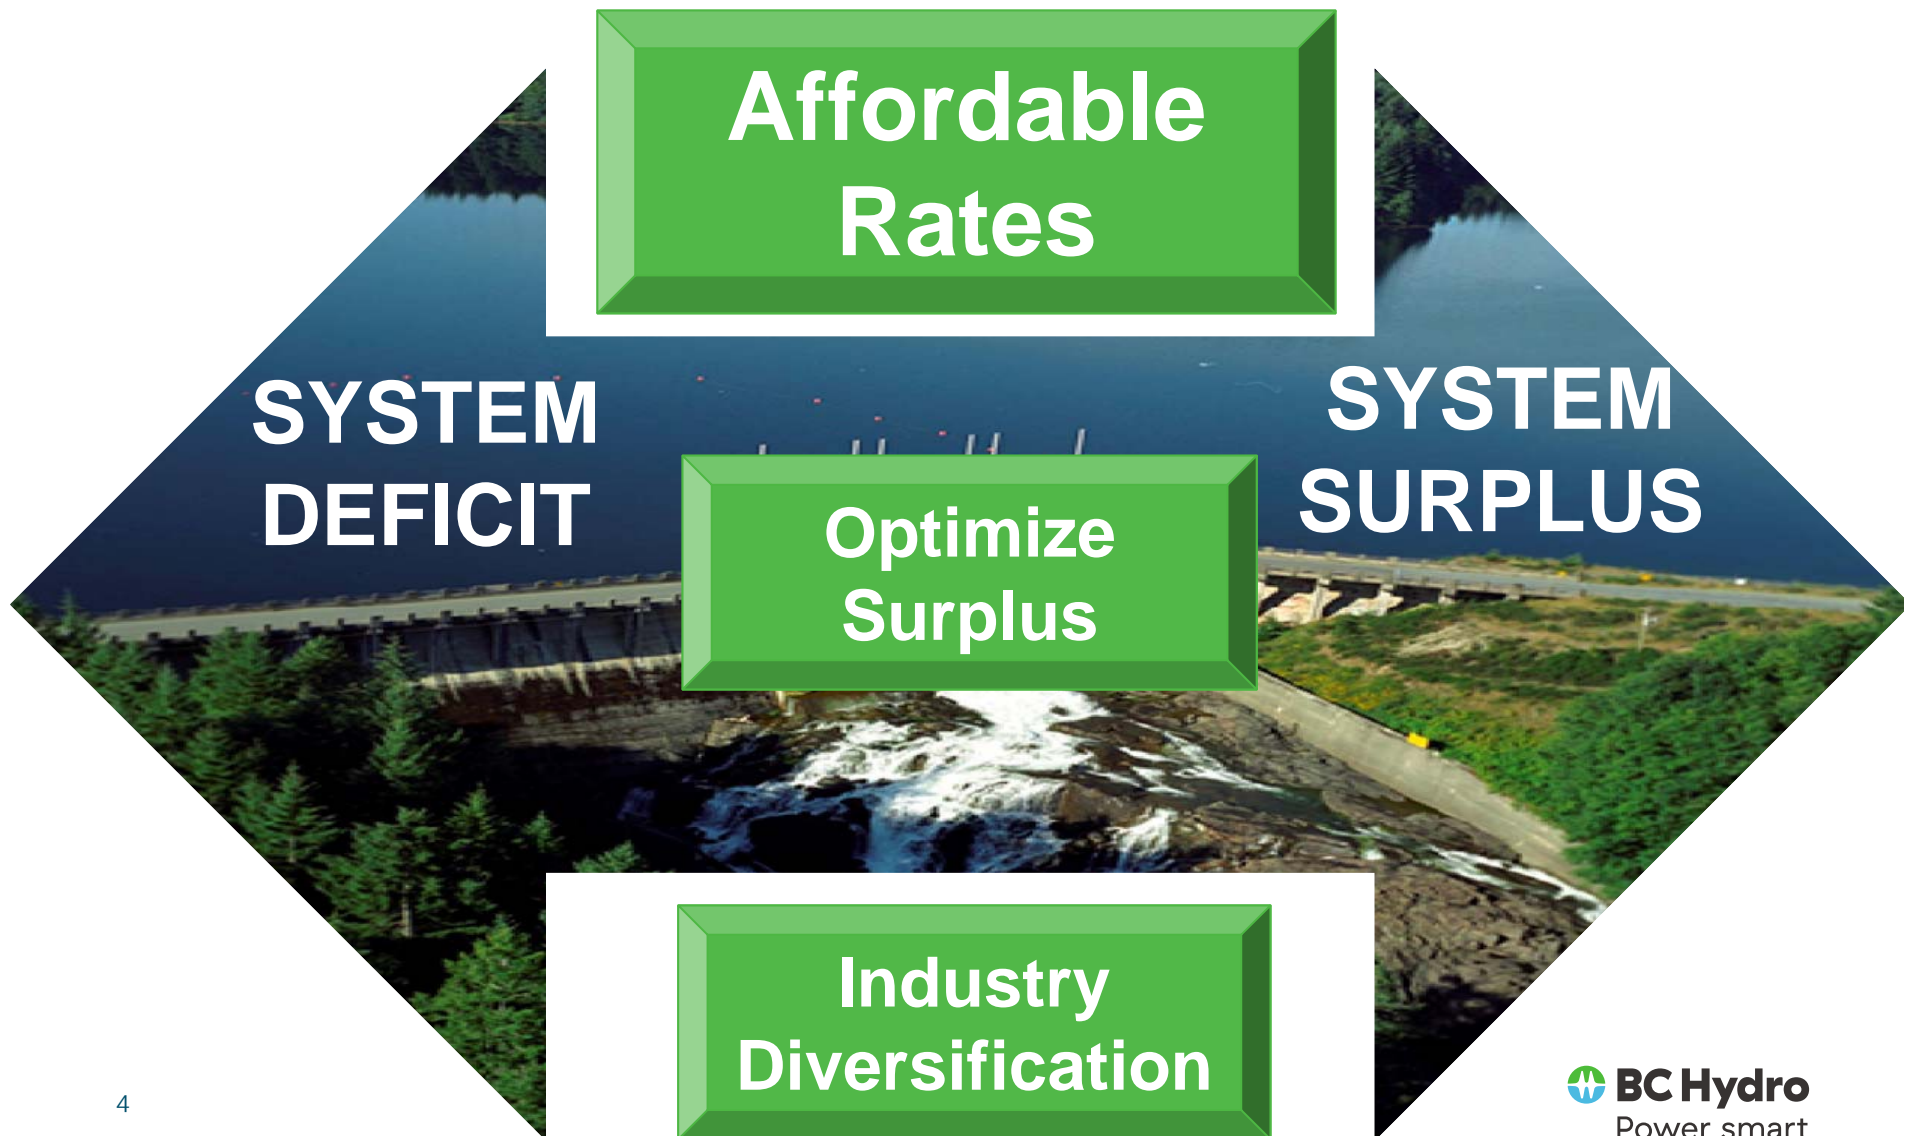 Affordable
Rates
SYSTEM
DEFICIT
SYSTEM
SURPLUS
Optimize
Surplus
Industry
Diversification
4
BC Hydro
Power smart